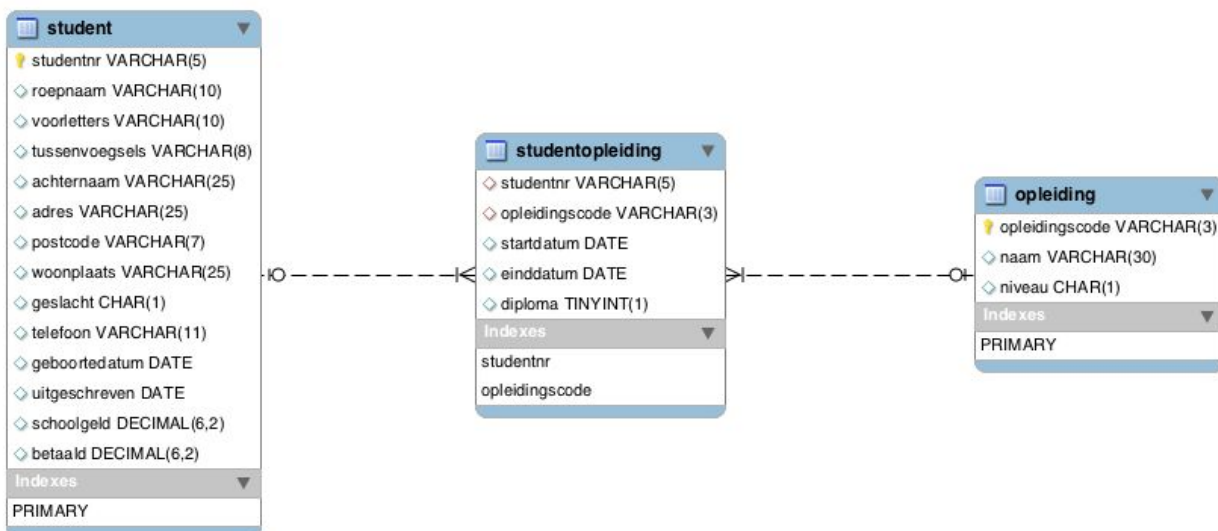 student
studentnr VARCHAR(5)
roepnaam VARCHAR(10)
voorletters VARCHAR(10)
tussenvoegsels VARCHAR(8)
achternaam VARCHAR(25)
adres VARCHAR(25)
postcode VARCHAR(7)
woonplaats VARCHAR(25)
geslacht CHAR(1)
telefoon VARCHAR(11)
geboortedatum DATE
uitgeschreven DATE
schoolgeld DECIMAL(6,2)
betaald DECIMAL(6,2)
Indexes
PRIMARY
studentopleiding
studentnr VARCHAR(5)
opleidingscode VARCHAR(3)
startdatum DATE
einddatum DATE
diploma TINYINT(1)
Indexes
studentnr
opleidingscode
opleiding
opleidingscode VARCHAR(3)
naam VARCHAR(30)
niveau CHAR(1)
Indexes
PRIMARY